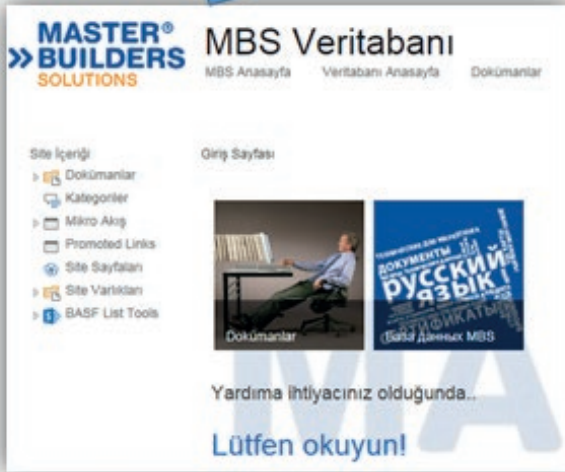 MASTER®
»BUILDERS
SOLUTIONS
MBS Veritabanı
MBS Anasayfa Veritabanı Anasayfa Dokümanlar
Site İçeriği
Dokümanlar
Kategoriler
Mikro Akış
Promoted Links
Site Sayfaları
Site Varlıkları
BASF List Tools
Giriş Sayfası
Dokümanlar
ДОКУМЕНТЫ
РУССКИЙ
ЯЗЫК
База данных MBS
Yardıma ihtiyacınız olduğunda..
Lütfen okuyun!
MA